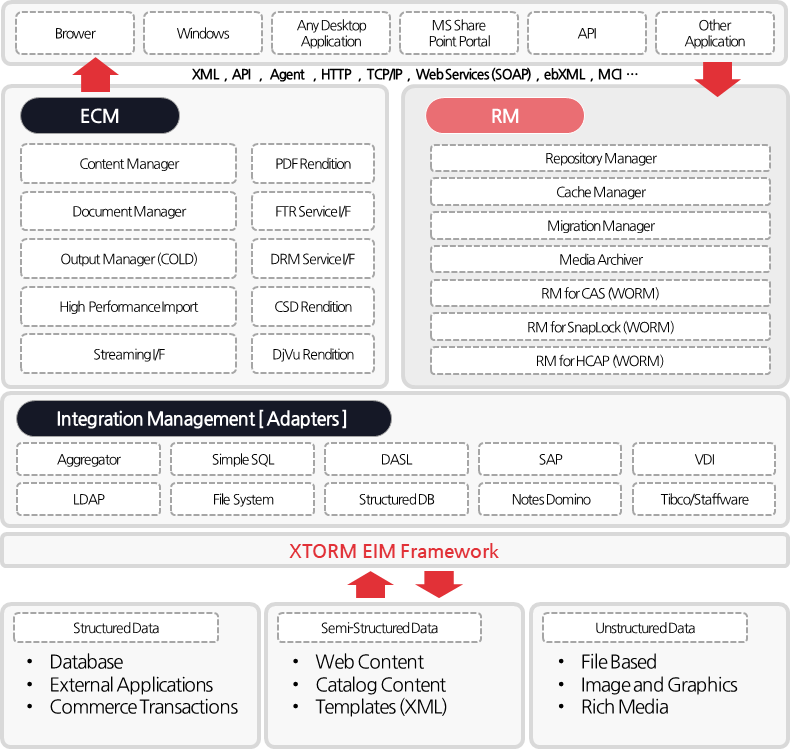 Brower
Windows
Any Desktop
Application
MS Share
Point Portal
API
Other
Application
XML , API , Agent , HTTP , TCP/IP , Web Services (SOAP) , ebXML , MCI ⋯
ECM
Content Manager
PDF Rendition
Document Manager
FTR Service I/F
Output Manager (COLD)
DRM Service I/F
High Performance Import
CSD Rendition
Streaming I/F
DjVu Rendition
RM
Repository Manager
Cache Manager
Migration Manager
Media Archiver
RM for CAS (WORM)
RM for SnapLock (WORM)
RM for HCAP (WORM)
Integration Management [ Adapters ]
Aggregator
Simple SQL
DASL
SAP
VDI
LDAP
File System
Structured DB
Notes Domino
Tibco/Staffware
XTORM EIM Framework
Structured Data
• Database
• External Applications
• Commerce Transactions
Semi-Structured Data
• Web Content
• Catalog Content
• Templates (XML)
Unstructured Data
• File Based
• Image and Graphics
• Rich Media